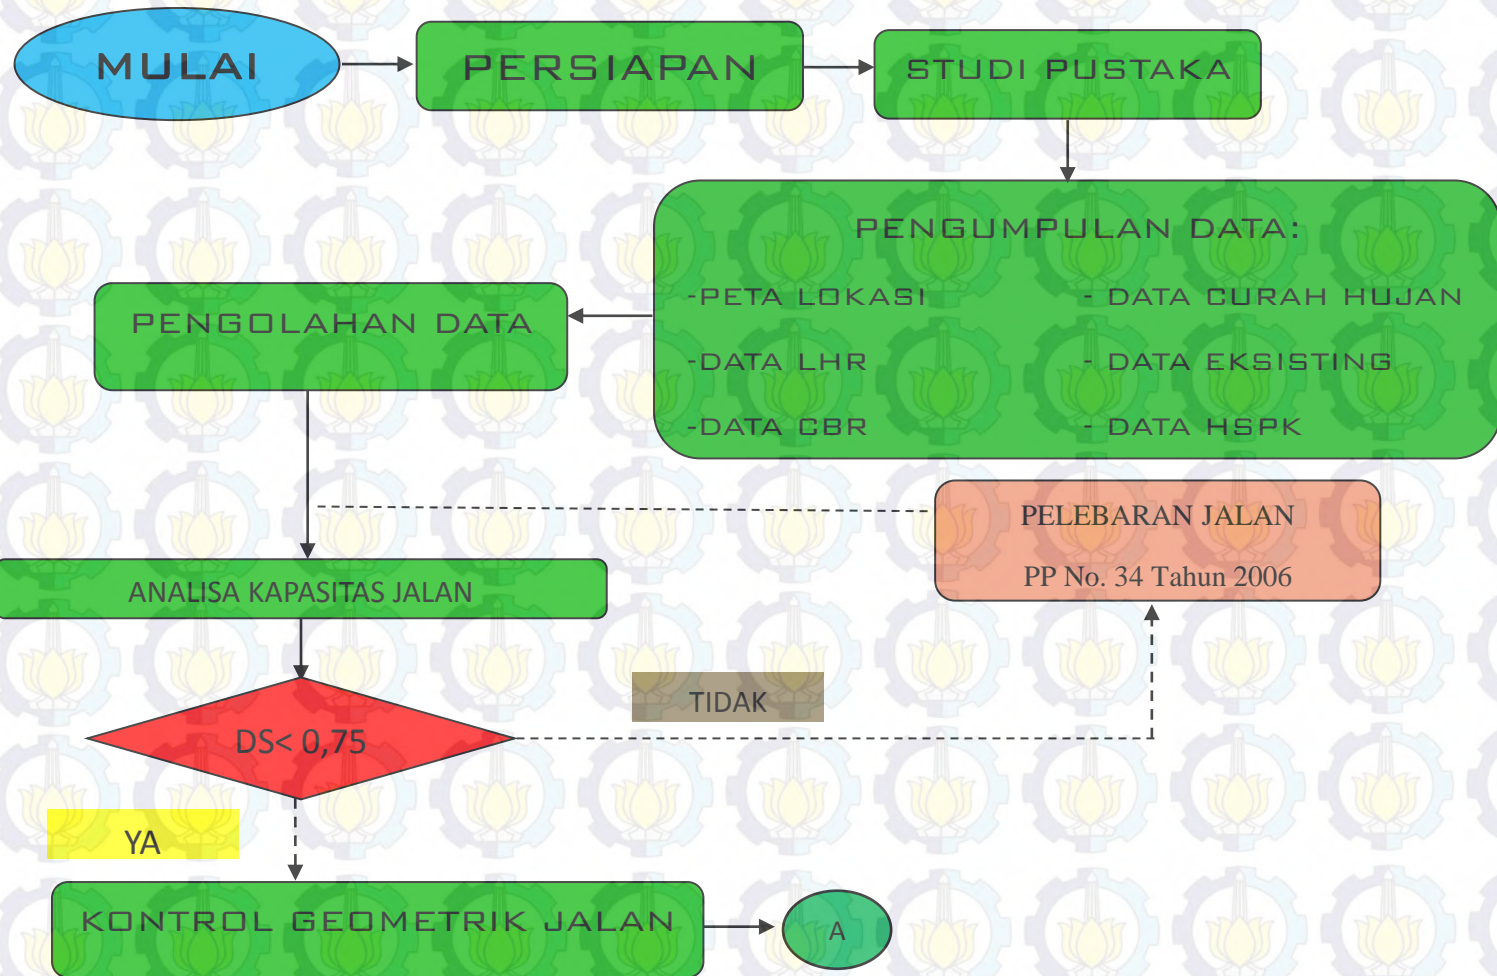 MULAI
PERSIAPAN
STUDI PUSTAKA
PENGUMPULAN DATA:
-PETA LOKASI
- DATA CURAH HUJAN
-DATA LHR
- DATA EKSISTING
-DATA CBR
- DATA HSPK
PENGOLAHAN DATA
PELEBARAN JALAN
PP No. 34 Tahun 2006
ANALISA KAPASITAS JALAN
DS< 0,75
TIDAK
YA
KONTROL GEOMETRIK JALAN
A